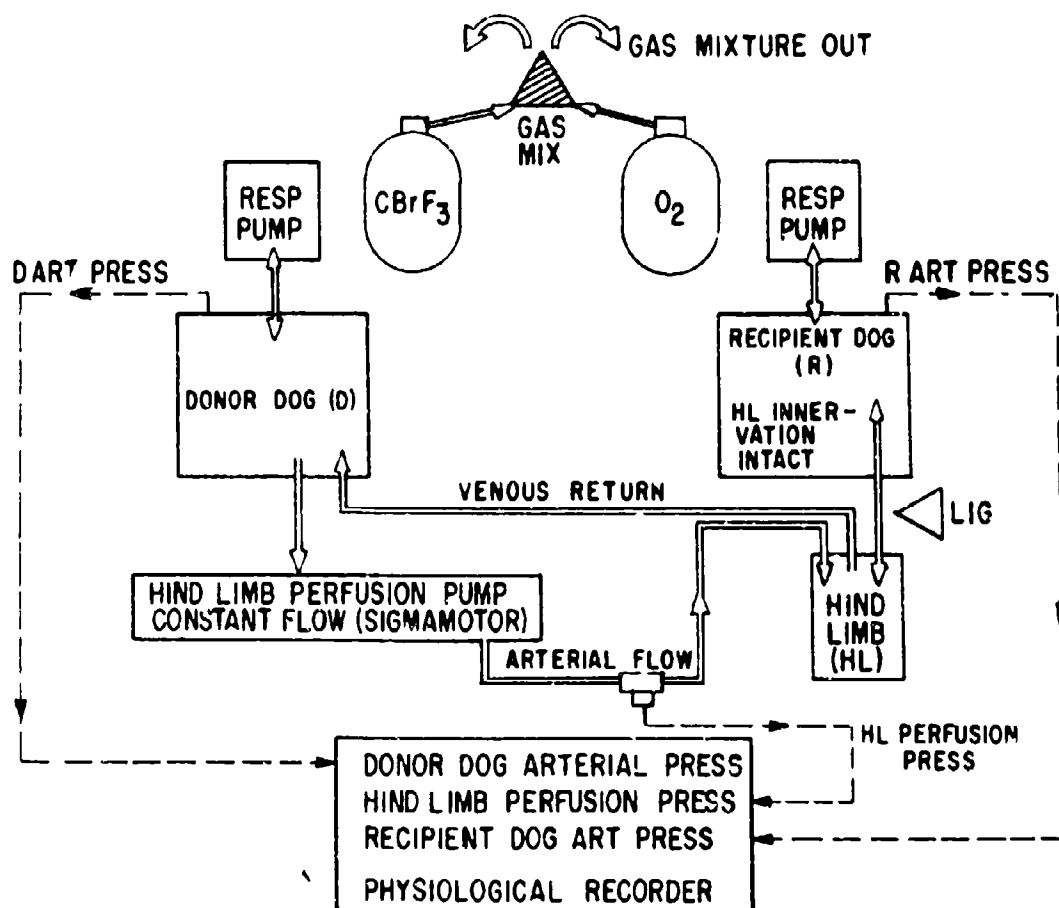 GAS MIXTURE OUT
GAS
MIX
CBrF3
O2
RESP
PUMP
RESP
PUMP
D ART PRESS
R ART PRESS
DONOR DOG (D)
RECIPIENT DOG
(R)
HL INNER-
VATION
INTACT
VENOUS RETURN
LIG
HIND LIMB PERFUSION PUMP
CONSTANT FLOW (SIGMAMOTOR)
HIND
LIMB
(HL)
ARTERIAL FLOW
HL PERFUSION
PRESS
DONOR DOG ARTERIAL PRESS
HIND LIMB PERFUSION PRESS
RECIPIENT DOG ART PRESS
PHYSIOLOGICAL RECORDER